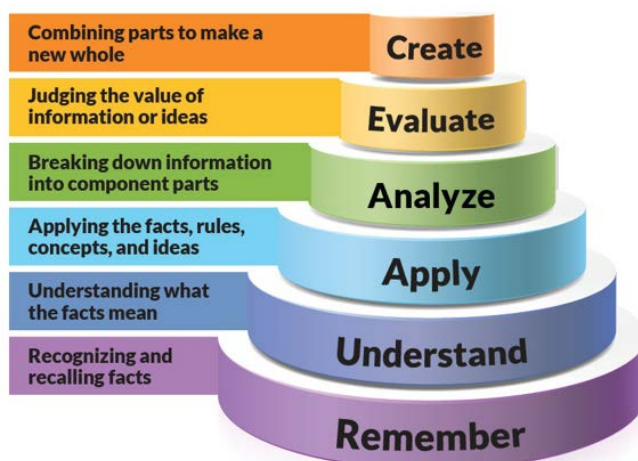 Combining parts to make a
new whole
Create
Judging the value of
information or ideas
Evaluate
Breaking down information
into component parts
Analyze
Applying the facts, rules,
concepts, and ideas
Apply
Understanding what
the facts mean
Understand
Recognizing and
recalling facts
Remember